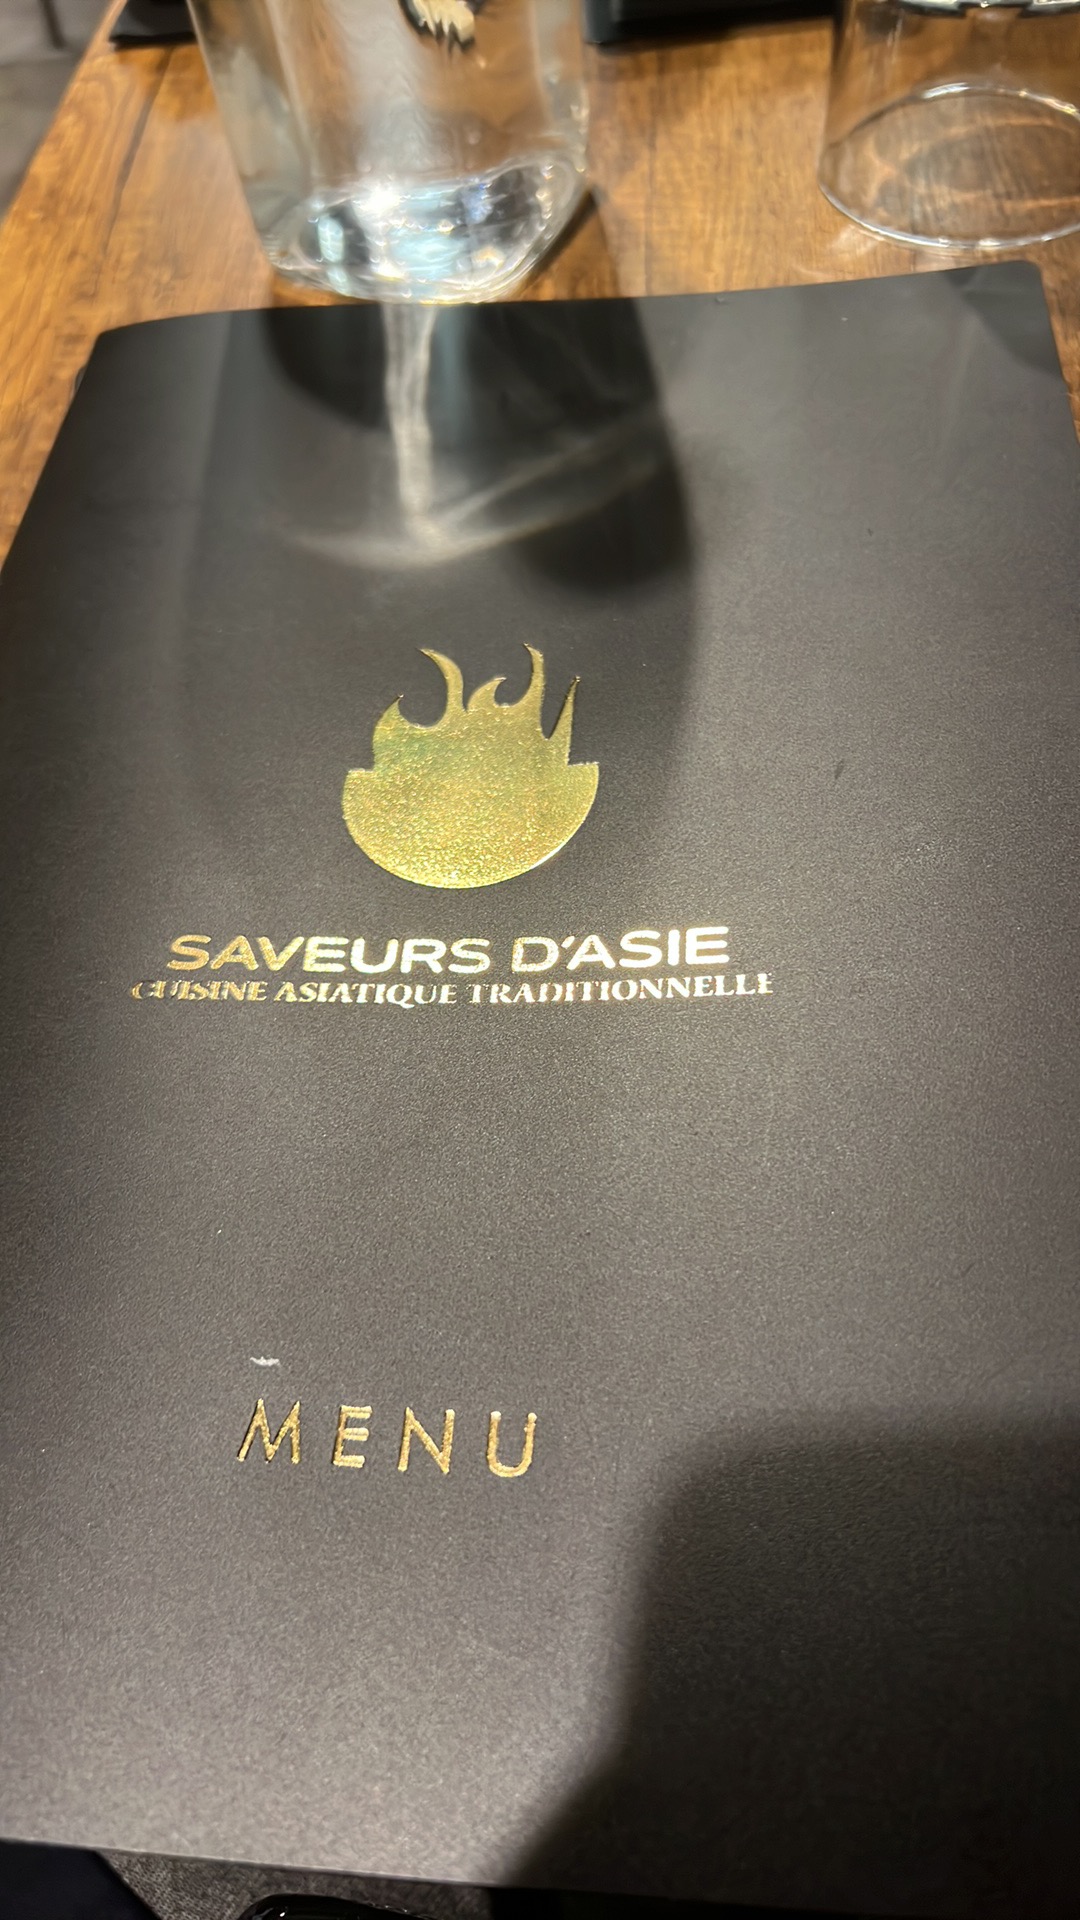 SAVEURS D'ASIE
CUISINE ASIATIQUE TRADITIONNELLE
MENU